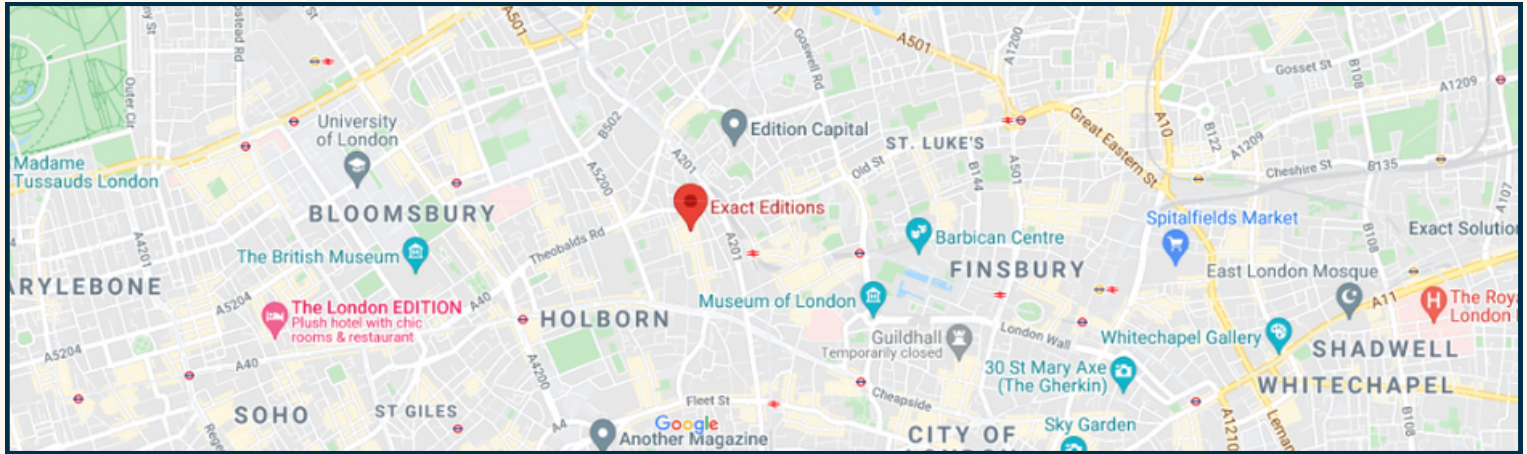 A501
Goswell Rd
A501
A1200
Gosset St
B108
A1209
Outer Cir
University
of London
B502
Edition Capital
ST. LUKE'S
Great Eastern St
A10
B122
A1209
Madame
Tussauds London
A5200
A201
Old St
B144
A501
Cheshire St
B135
A107
BLOOMSBURY
Exact Editions
Spitalfields Market
A4201
The British Museum
Theobalds Rd
A201
Barbican Centre
B108
Exact Solutio
ARYLEBONE
FINSBURY
East London Mosque
A5204
A40
The London EDITION
Plush hotel with chic
rooms & restaurant
Museum of London
A11
The Roya
London
HOLBORN
Guildhall
Temporarily closed
London Wall
Whitechapel Gallery
A5204
A40
A4200
30 St Mary Axe
(The Gherkin)
SHADWELL
WHITECHAPEL
SOHO
ST GILES
Fleet St
Cheapside
A4
Google
Another Magazine
CITY OF
LONDON
Sky Garden
A1210
Leman
B108